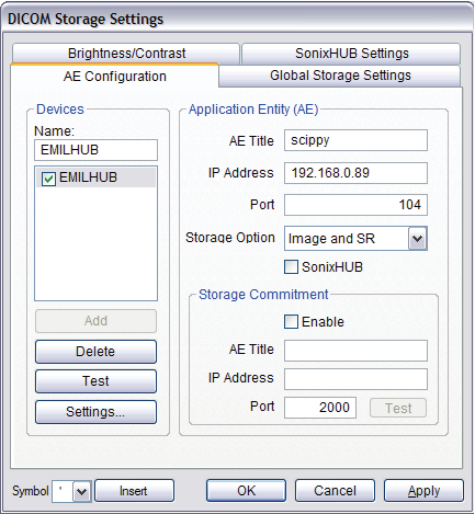 DICOM Storage Settings
Brightness/Contrast
SonixHUB Settings
AE Configuration
Global Storage Settings
Devices
Name:
EMILHUB
EMILHUB
Add
Delete
Test
Settings...
Application Entity (AE)
AE Title scippy
IP Address 192.168.0.89
Port 104
Storage Option Image and SR
SonixHUB
Storage Commitment
Enable
AE Title
IP Address
Port 2000 Test
Symbol ' Insert OK Cancel Apply